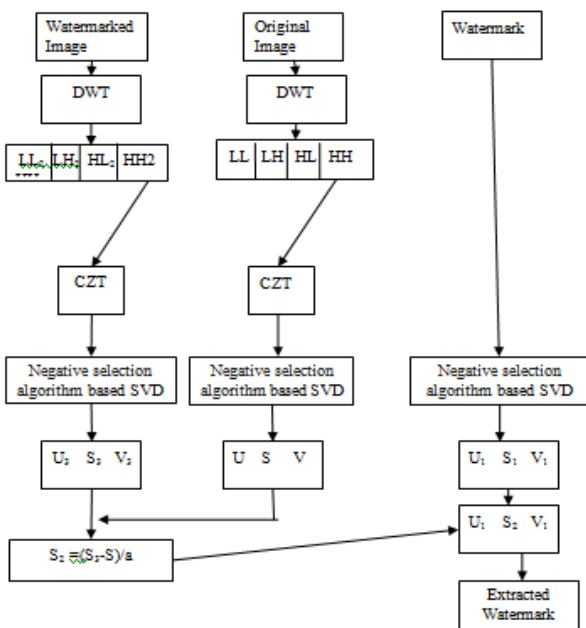 Watermarked
Image
Original
Image
Watermark
DWT
DWT
LL₂ LH₂ HL₂ HH2
LL LH HL HH
CZT
CZT
Negative selection
algorithm based SVD
Negative selection
algorithm based SVD
Negative selection
algorithm based SVD
U₃ S₃ V₃
U S V
U₁ S₁ V₁
U₁ S₂ V₁
S₂ =(S₃-S)/a
Extracted
Watermark